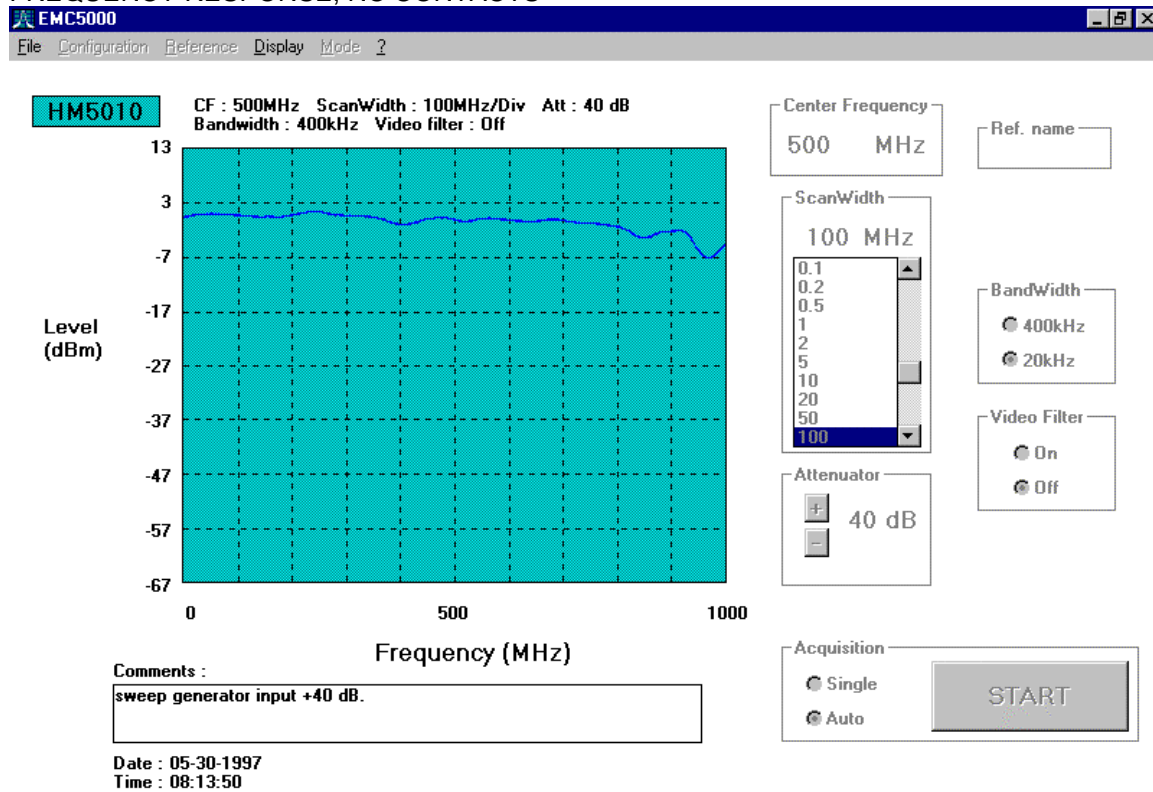 FREQUENCY RESPONSE, NO CONTACTS
EMC5000
File Configuration Reference Display Mode ?
HM5010
CF : 500MHz ScanWidth : 100MHz/Div Att : 40 dB
Bandwidth : 400kHz Video filter : Off
13
3
-7
-17
-27
-37
-47
-57
-67
Level
(dBm)
0 500 1000
Frequency (MHz)
Comments :
sweep generator input +40 dB.
Date : 05-30-1997
Time : 08:13:50
Center Frequency
500 MHz
Ref. name
ScanWidth
100 MHz
0.1
0.2
0.5
1
2
5
10
20
50
100
BandWidth
400kHz
20kHz
Video Filter
On
Off
Attenuator
+
40 dB
-
Acquisition
Single
Auto
START